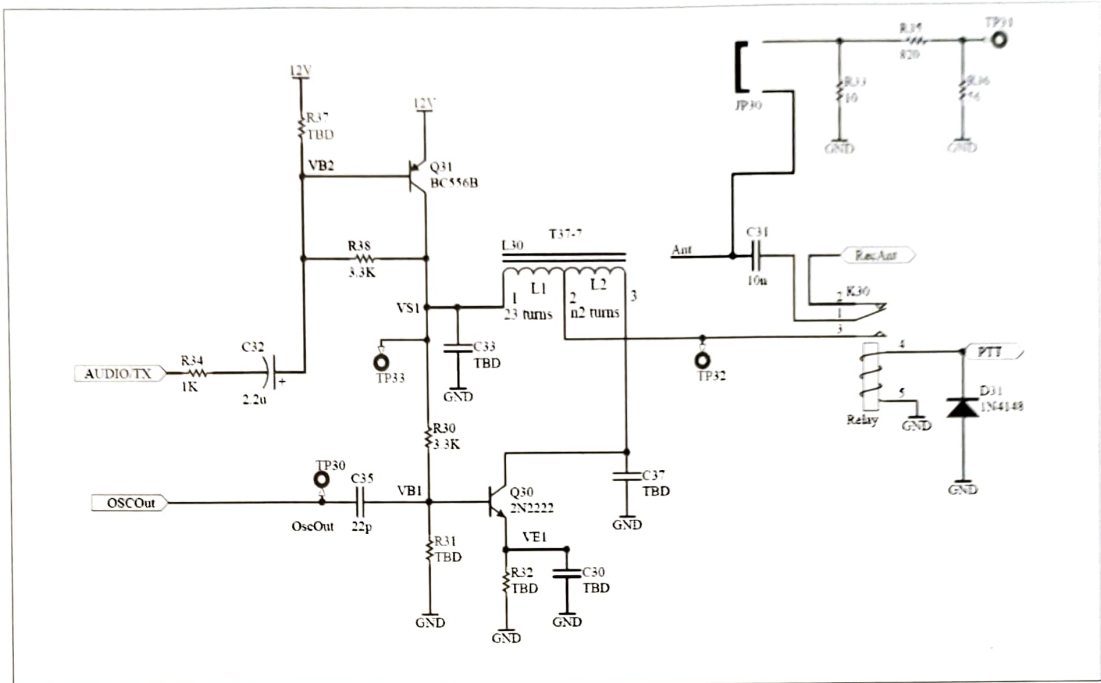 R35
TP31
820
12V
R33
10
R36
56
JP30
12V
R37
TBD
GND
GND
VB2
Q31
BC556B
R38
3.3K
L30
T37-7
Ant
C31
10n
RecAnt
K30
L1
L2
1
2
3
23 turns
n2 turns
VS1
2
1
3
C33
TBD
TP33
GND
TP32
4
PTT
R34
1K
C32
+
2.2u
AUDIO/TX
5
D31
1N4148
Relay
GND
GND
R30
3.3K
TP30
C35
VB1
Q30
2N2222
C37
TBD
GND
OSCOut
OscOut
22p
VE1
R31
TBD
R32
TBD
C30
TBD
GND
GND
GND